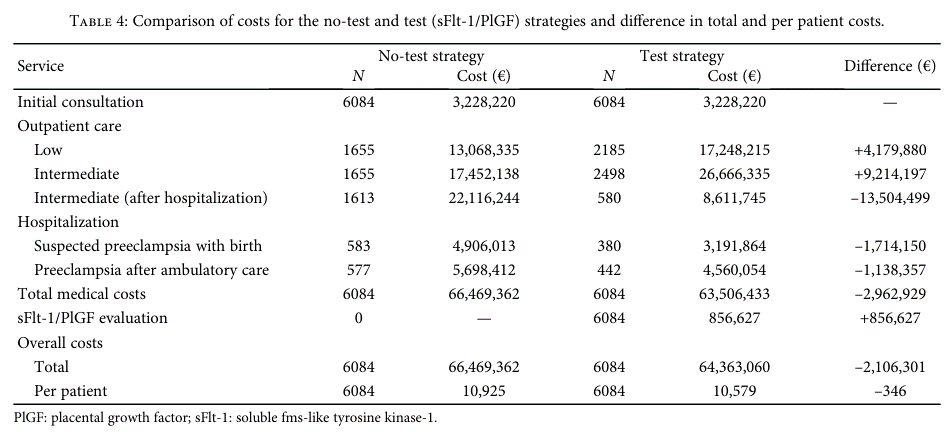 TABLE 4: Comparison of costs for the no-test and test (sFlt-1/PlGF) strategies and difference in total and per patient costs.
Service No-test strategy Test strategy Difference (€)
N Cost (€) N Cost (€)
Initial consultation 6084 3,228,220 6084 3,228,220 —
Outpatient care
Low 1655 13,068,335 2185 17,248,215 +4,179,880
Intermediate 1655 17,452,138 2498 26,666,335 +9,214,197
Intermediate (after hospitalization) 1613 22,116,244 580 8,611,745 –13,504,499
Hospitalization
Suspected preeclampsia with birth 583 4,906,013 380 3,191,864 –1,714,150
Preeclampsia after ambulatory care 577 5,698,412 442 4,560,054 –1,138,357
Total medical costs 6084 66,469,362 6084 63,506,433 –2,962,929
sFlt-1/PlGF evaluation 0 — 6084 856,627 +856,627
Overall costs
Total 6084 66,469,362 6084 64,363,060 –2,106,301
Per patient 6084 10,925 6084 10,579 –346
PlGF: placental growth factor; sFlt-1: soluble fms-like tyrosine kinase-1.